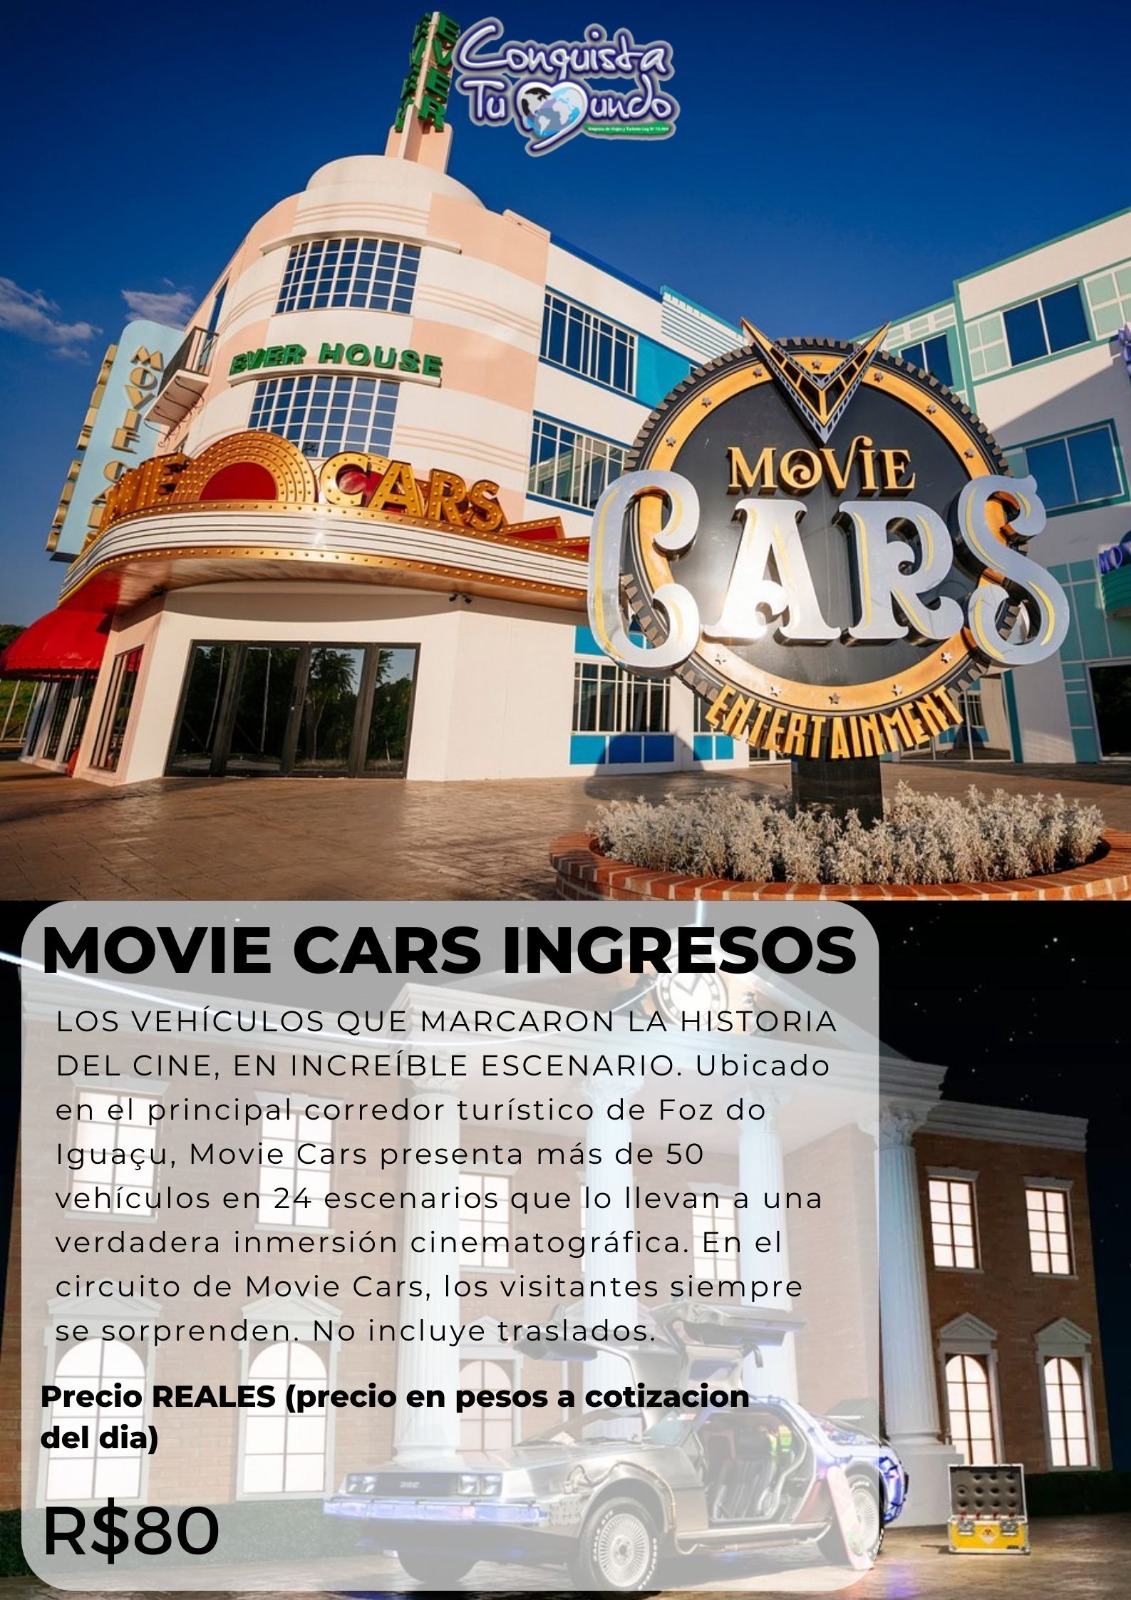 EVER
Conquista
Tu Mundo
EVER HOUSE
MOVIE CARS
CARS
MOVIE
CARS
ENTERTAINMENT
MOVIE CARS INGRESOS
LOS VEHÍCULOS QUE MARCARON LA HISTORIA
DEL CINE, EN INCREÍBLE ESCENARIO. Ubicado
en el principal corredor turístico de Foz do
Iguaçu, Movie Cars presenta más de 50
vehículos en 24 escenarios que lo llevan a una
verdadera inmersión cinematográfica. En el
circuito de Movie Cars, los visitantes siempre
se sorprenden. No incluye traslados.
Precio REALES (precio en pesos a cotizacion
del dia)
R$80